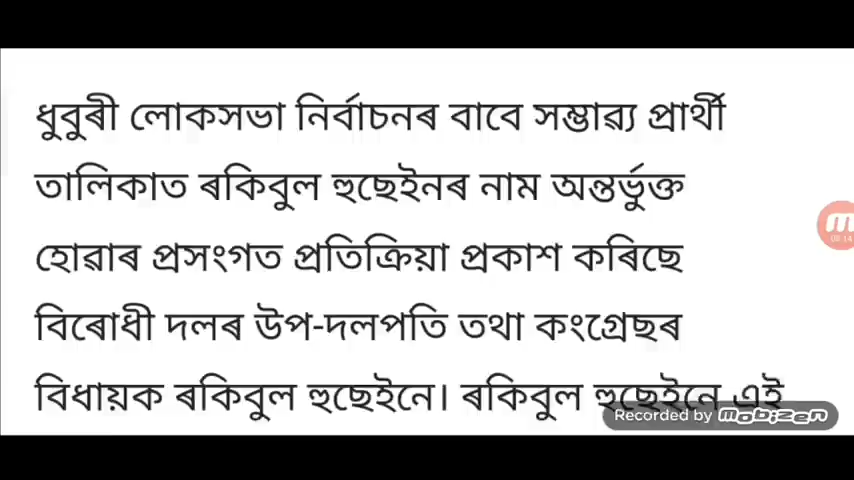 ধুবুৰী লোকসভা নিৰ্বাচনৰ বাবে সম্ভাৱ্য প্ৰাৰ্থী
তালিকাত ৰকিবুল হুছেইনৰ নাম অন্তৰ্ভুক্ত
হোৱাৰ প্ৰসংগত প্ৰতিক্ৰিয়া প্ৰকাশ কৰিছে
বিৰোধী দলৰ উপ-দলপতি তথা কংগ্ৰেছৰ
বিধায়ক ৰকিবুল হুছেইনে। ৰকিবুল হুছেইনে এই
Recorded by mobizen